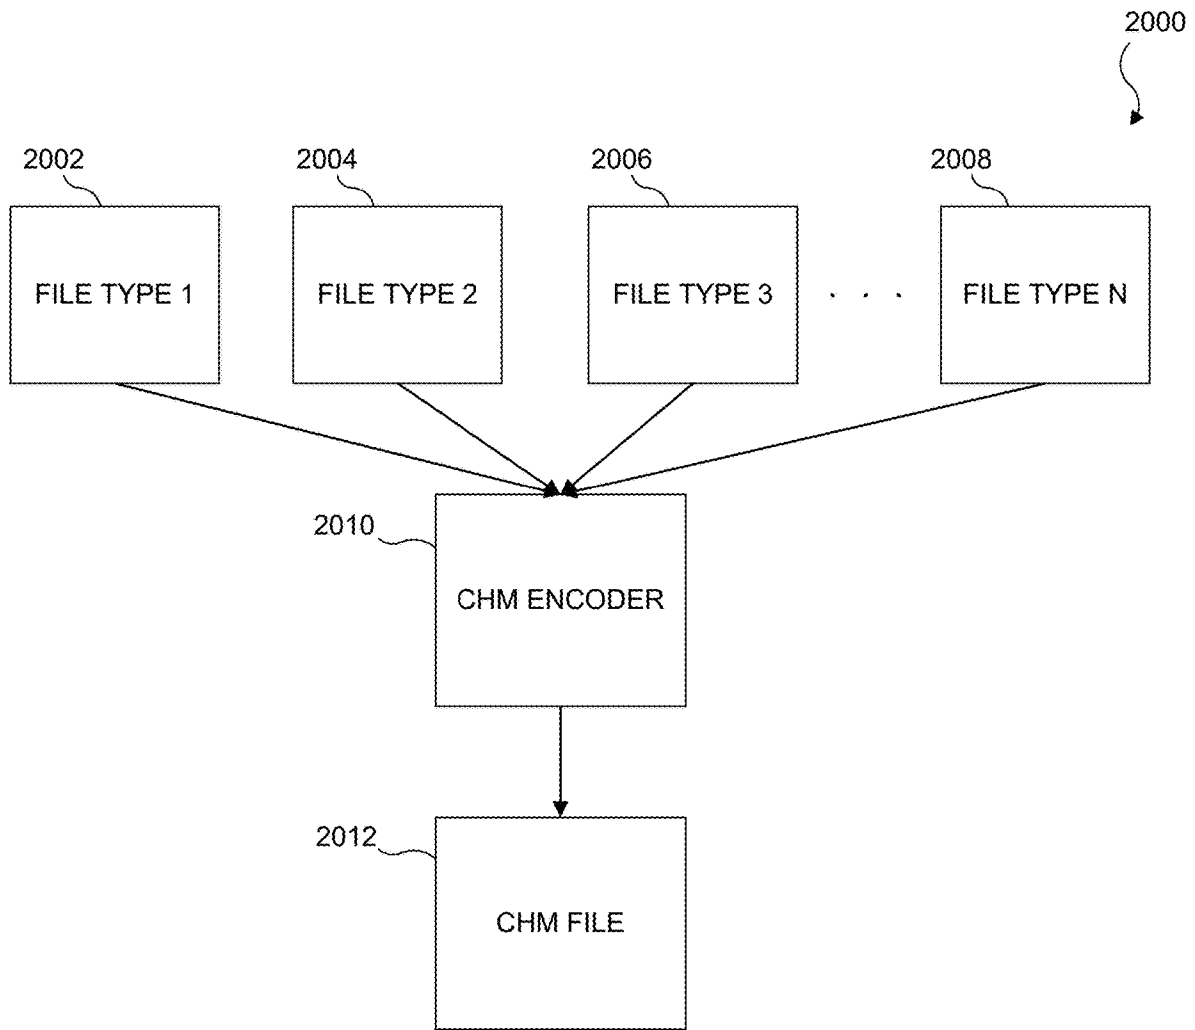 2000
2002
2004
2006
2008
FILE TYPE 1
FILE TYPE 2
FILE TYPE 3
. . .
FILE TYPE N
2010
CHM ENCODER
2012
CHM FILE